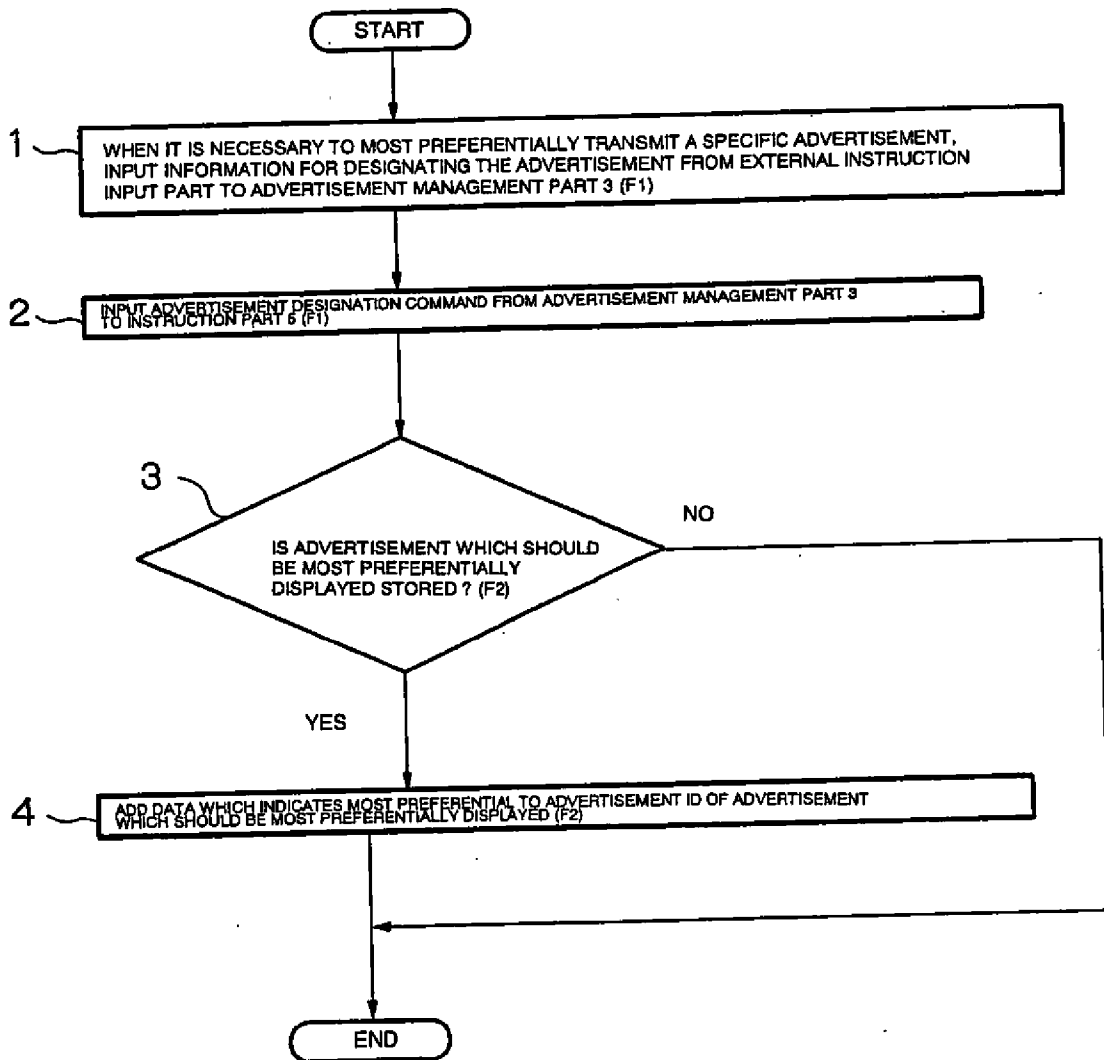 START
1
WHEN IT IS NECESSARY TO MOST PREFERENTIALLY TRANSMIT A SPECIFIC ADVERTISEMENT,
INPUT INFORMATION FOR DESIGNATING THE ADVERTISEMENT FROM EXTERNAL INSTRUCTION
INPUT PART TO ADVERTISEMENT MANAGEMENT PART 3 (F1)
2
INPUT ADVERTISEMENT DESIGNATION COMMAND FROM ADVERTISEMENT MANAGEMENT PART 3
TO INSTRUCTION PART 5 (F1)
3
NO
IS ADVERTISEMENT WHICH SHOULD
BE MOST PREFERENTIALLY
DISPLAYED STORED ? (F2)
YES
4
ADD DATA WHICH INDICATES MOST PREFERENTIAL TO ADVERTISEMENT ID OF ADVERTISEMENT
WHICH SHOULD BE MOST PREFERENTIALLY DISPLAYED (F2)
END